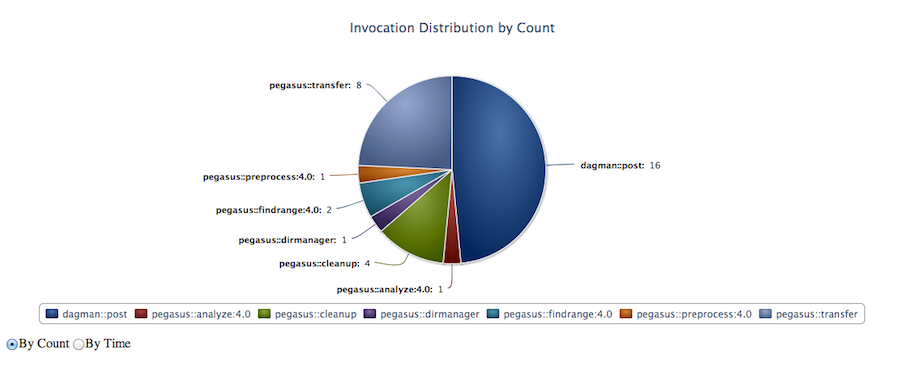 Invocation Distribution by Count
pegasus::transfer: 8
dagman::post: 16
pegasus::preprocess:4.0: 1
pegasus::findrange:4.0: 2
pegasus::dirmanager: 1
pegasus::cleanup: 4
pegasus::analyze:4.0: 1
dagman::post pegasus::analyze:4.0 pegasus::cleanup pegasus::dirmanager pegasus::findrange:4.0 pegasus::preprocess:4.0 pegasus::transfer
By Count By Time